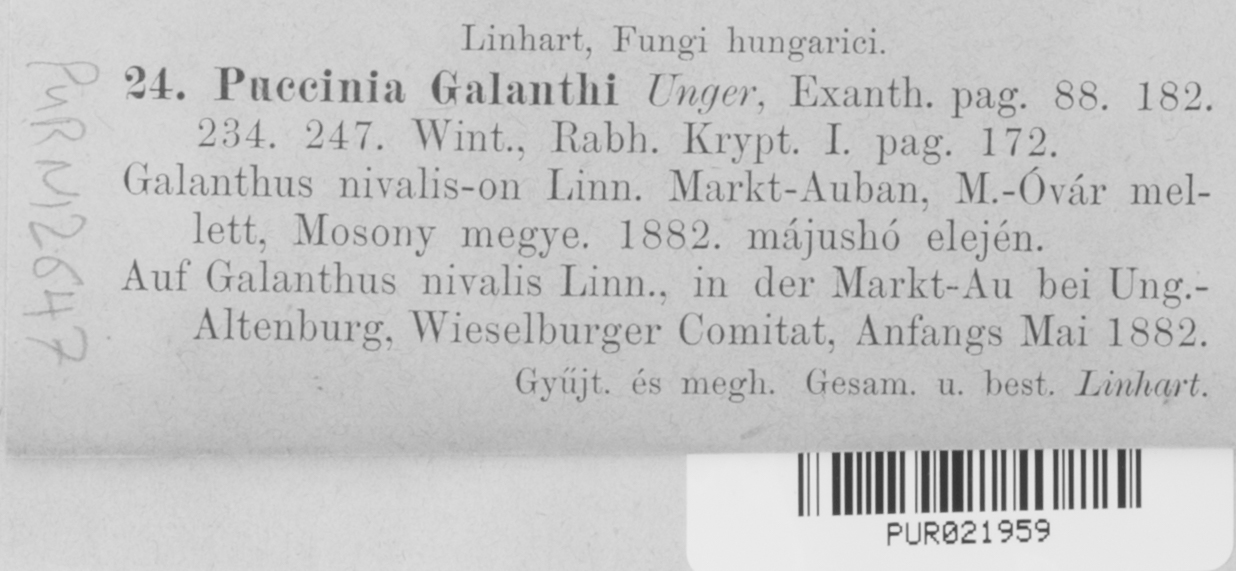 Linhart, Fungi hungarici.
24. Puccinia Galanthi Unger, Exanth. pag. 88. 182.
234. 247. Wint., Rabh. Krypt. I. pag. 172.
Galanthus nivalis-on Linn. Markt-Auban, M.-Óvár mel-
lett, Mosony megye. 1882. májushó elején.
Auf Galanthus nivalis Linn., in der Markt-Au bei Ung.-
Altenburg, Wieselburger Comitat, Anfangs Mai 1882.
Gyűjt. és megh. Gesam. u. best. Linhart.
PUR N12647
PUR021959